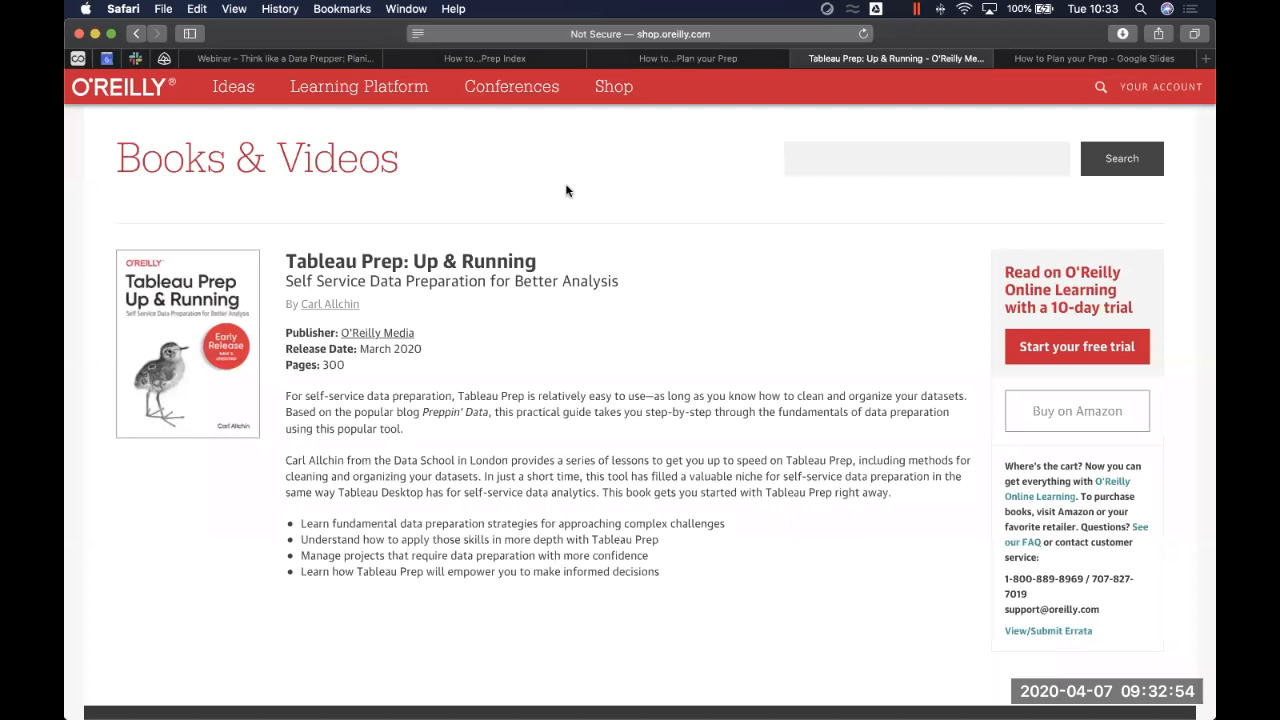 Safari File Edit View History Bookmarks Window Help 100% Tue 10:33
Not Secure — shop.oreilly.com
Webinar – Think like a Data Prepper: Plani... How to...Prep Index How to...Plan your Prep Tableau Prep: Up & Running - O'Reilly Me... How to Plan your Prep - Google Slides
O'REILLY® Ideas Learning Platform Conferences Shop YOUR ACCOUNT
Books & Videos
Search
O'REILLY
Tableau Prep
Up & Running
Self Service Data Preparation for Better Analysis
Early
Release
Carl Allchin
Tableau Prep: Up & Running
Self Service Data Preparation for Better Analysis
By Carl Allchin
Publisher: O'Reilly Media
Release Date: March 2020
Pages: 300
For self-service data preparation, Tableau Prep is relatively easy to use—as long as you know how to clean and organize your datasets.
Based on the popular blog Preppin' Data, this practical guide takes you step-by-step through the fundamentals of data preparation
using this popular tool.
Carl Allchin from the Data School in London provides a series of lessons to get you up to speed on Tableau Prep, including methods for
cleaning and organizing your datasets. In just a short time, this tool has filled a valuable niche for self-service data preparation in the
same way Tableau Desktop has for self-service data analytics. This book gets you started with Tableau Prep right away.
● Learn fundamental data preparation strategies for approaching complex challenges
● Understand how to apply those skills in more depth with Tableau Prep
● Manage projects that require data preparation with more confidence
● Learn how Tableau Prep will empower you to make informed decisions
Read on O'Reilly
Online Learning
with a 10-day trial
Start your free trial
Buy on Amazon
Where's the cart? Now you can
get everything with O'Reilly
Online Learning. To purchase
books, visit Amazon or your
favorite retailer. Questions? See
our FAQ or contact customer
service:
1-800-889-8969 / 707-827-
7019
support@oreilly.com
View/Submit Errata
2020-04-07 09:32:54